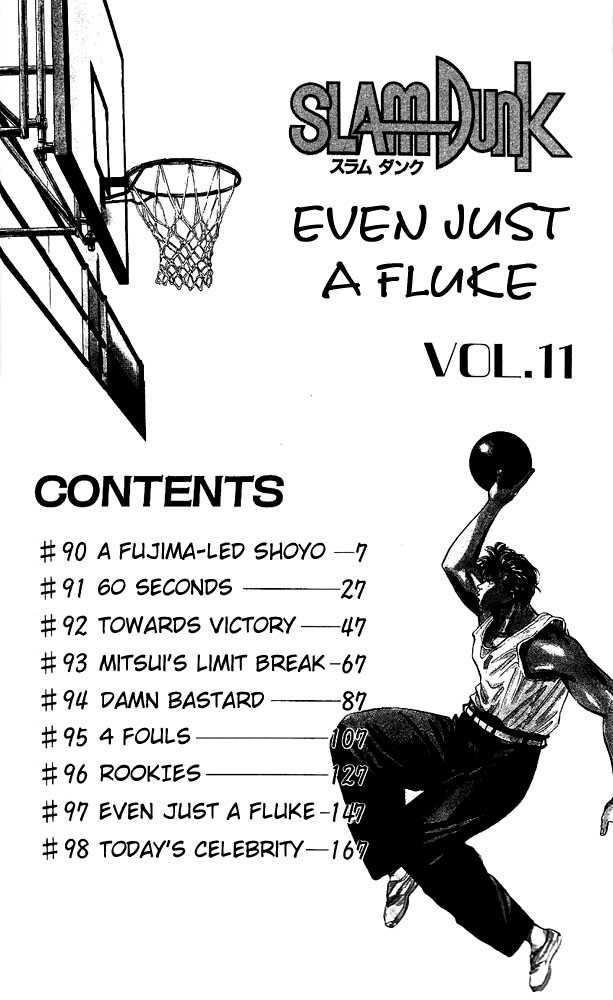 SLAM DUNK
スラム ダンク
EVEN JUST
A FLUKE
VOL.11
CONTENTS
#90 A FUJIMA-LED SHOYO — 7
#91 60 SECONDS — 27
#92 TOWARDS VICTORY — 47
#93 MITSUI'S LIMIT BREAK - 67
#94 DAMN BASTARD — 87
#95 4 FOULS — 107
#96 ROOKIES — 127
#97 EVEN JUST A FLUKE - 147
#98 TODAY'S CELEBRITY — 167